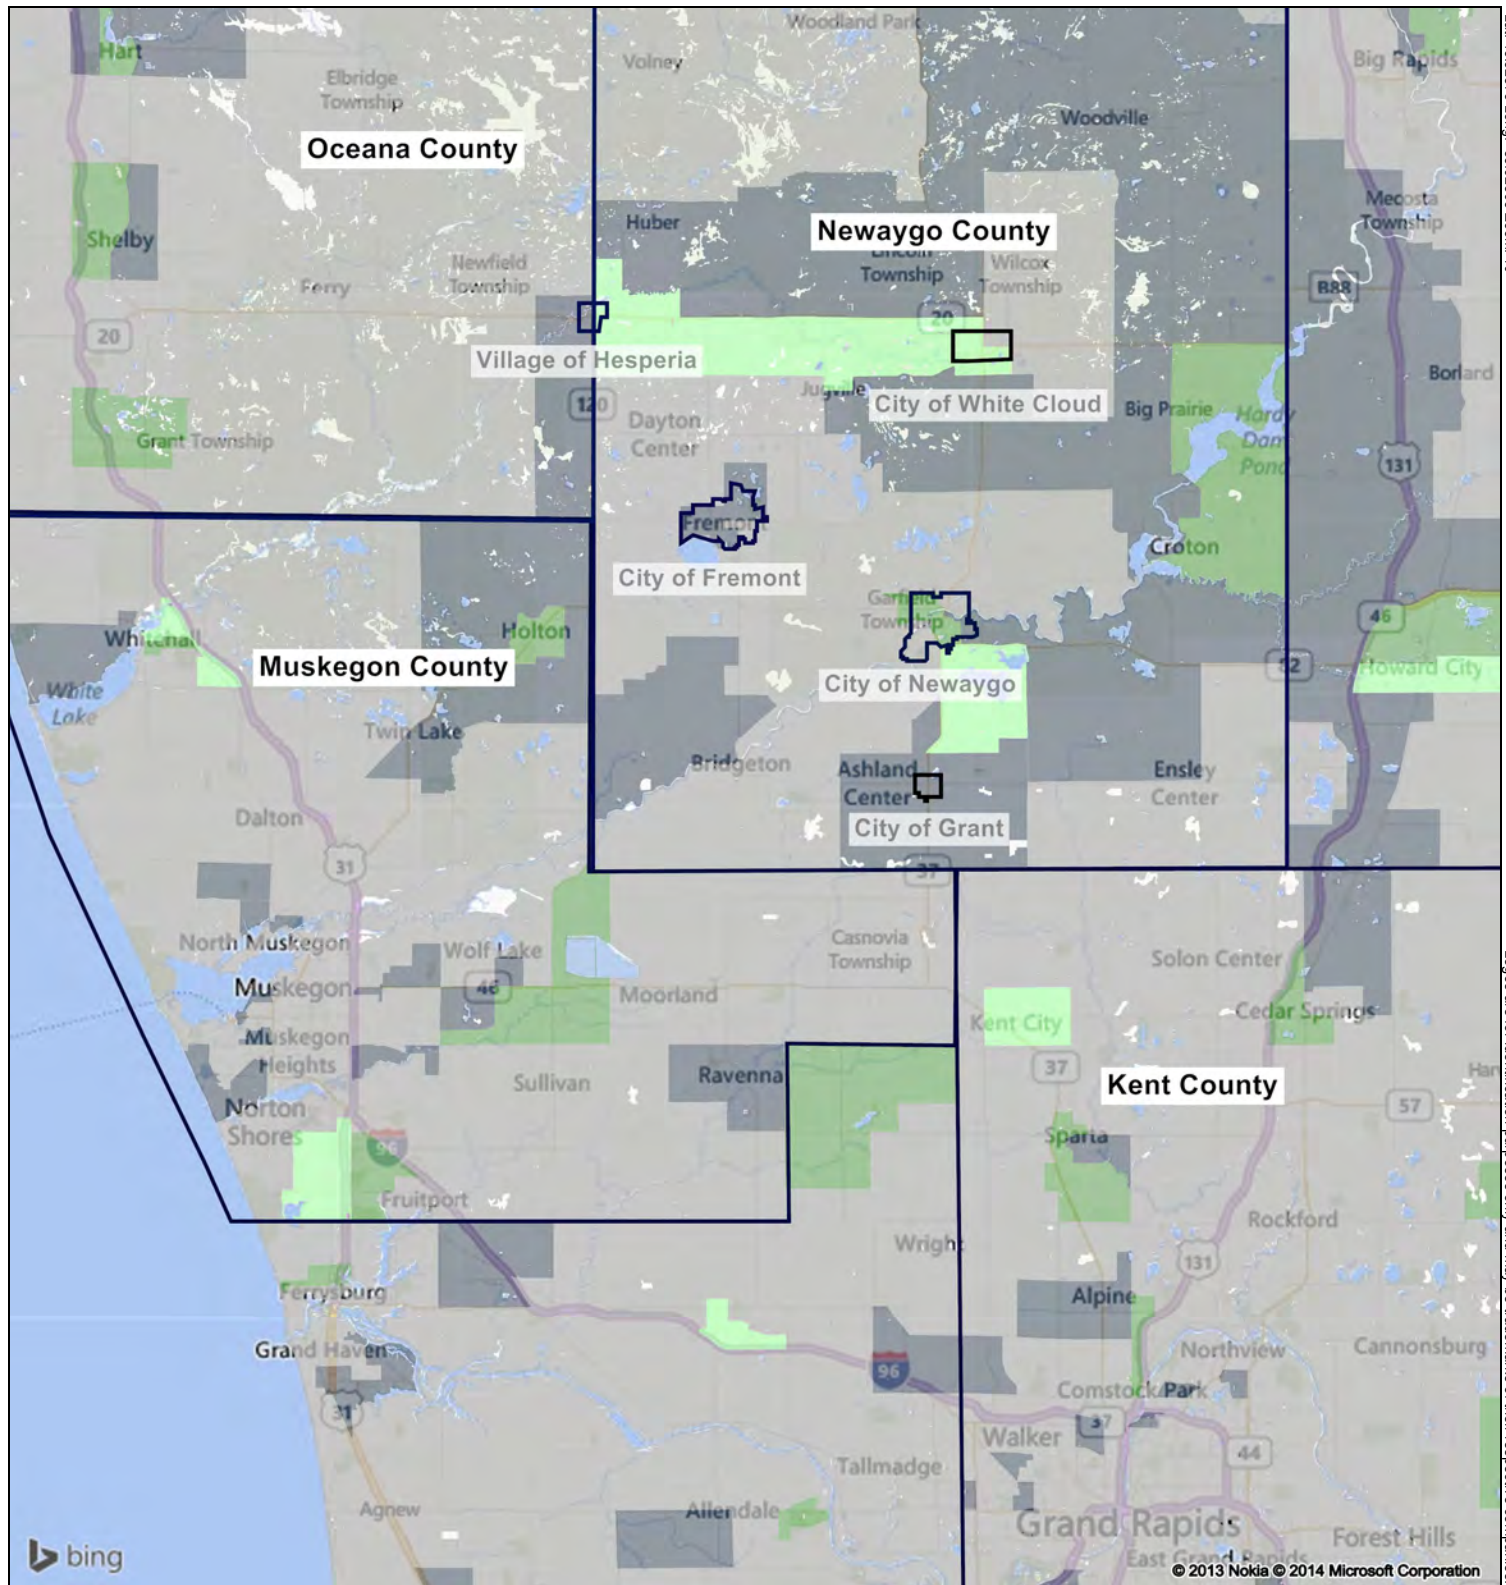 Woodland Park
Hart
Volney
Big Rapids
Elbridge
Township
Woodville
Oceana County
Mecosta
Township
Huber
Newaygo County
Shelby
Lincoln
Township
Wilcox
Township
Newfield
Township
Ferry
B88
20
20
Village of Hesperia
Borland
Jugville
120
City of White Cloud
Big Prairie
Hardy
Dam
Pond
Dayton
Center
Grant Township
131
Fremont
Croton
City of Fremont
Garfield
Township
46
Holton
Whitehall
Muskegon County
82
Howard City
City of Newaygo
White
Lake
Twin Lake
Bridgeton
Ashland
Center
Ensley
Center
Dalton
City of Grant
31
37
North Muskegon
Wolf Lake
Casnovia
Township
Solon Center
Muskegon
46
Moorland
Kent City
Cedar Springs
Muskegon
Heights
37
Ravenna
Sullivan
Kent County
Norton
Shores
57
Sparta
96
Fruitport
Rockford
Wright
131
Ferrysburg
Alpine
Grand Haven
Northview
Cannonsburg
96
Comstock Park
31
37
Walker
44
Tallmadge
Agnew
Allendale
Grand Rapids
Forest Hills
bing
East Grand Rapids
© 2013 Nokia © 2014 Microsoft Corporation